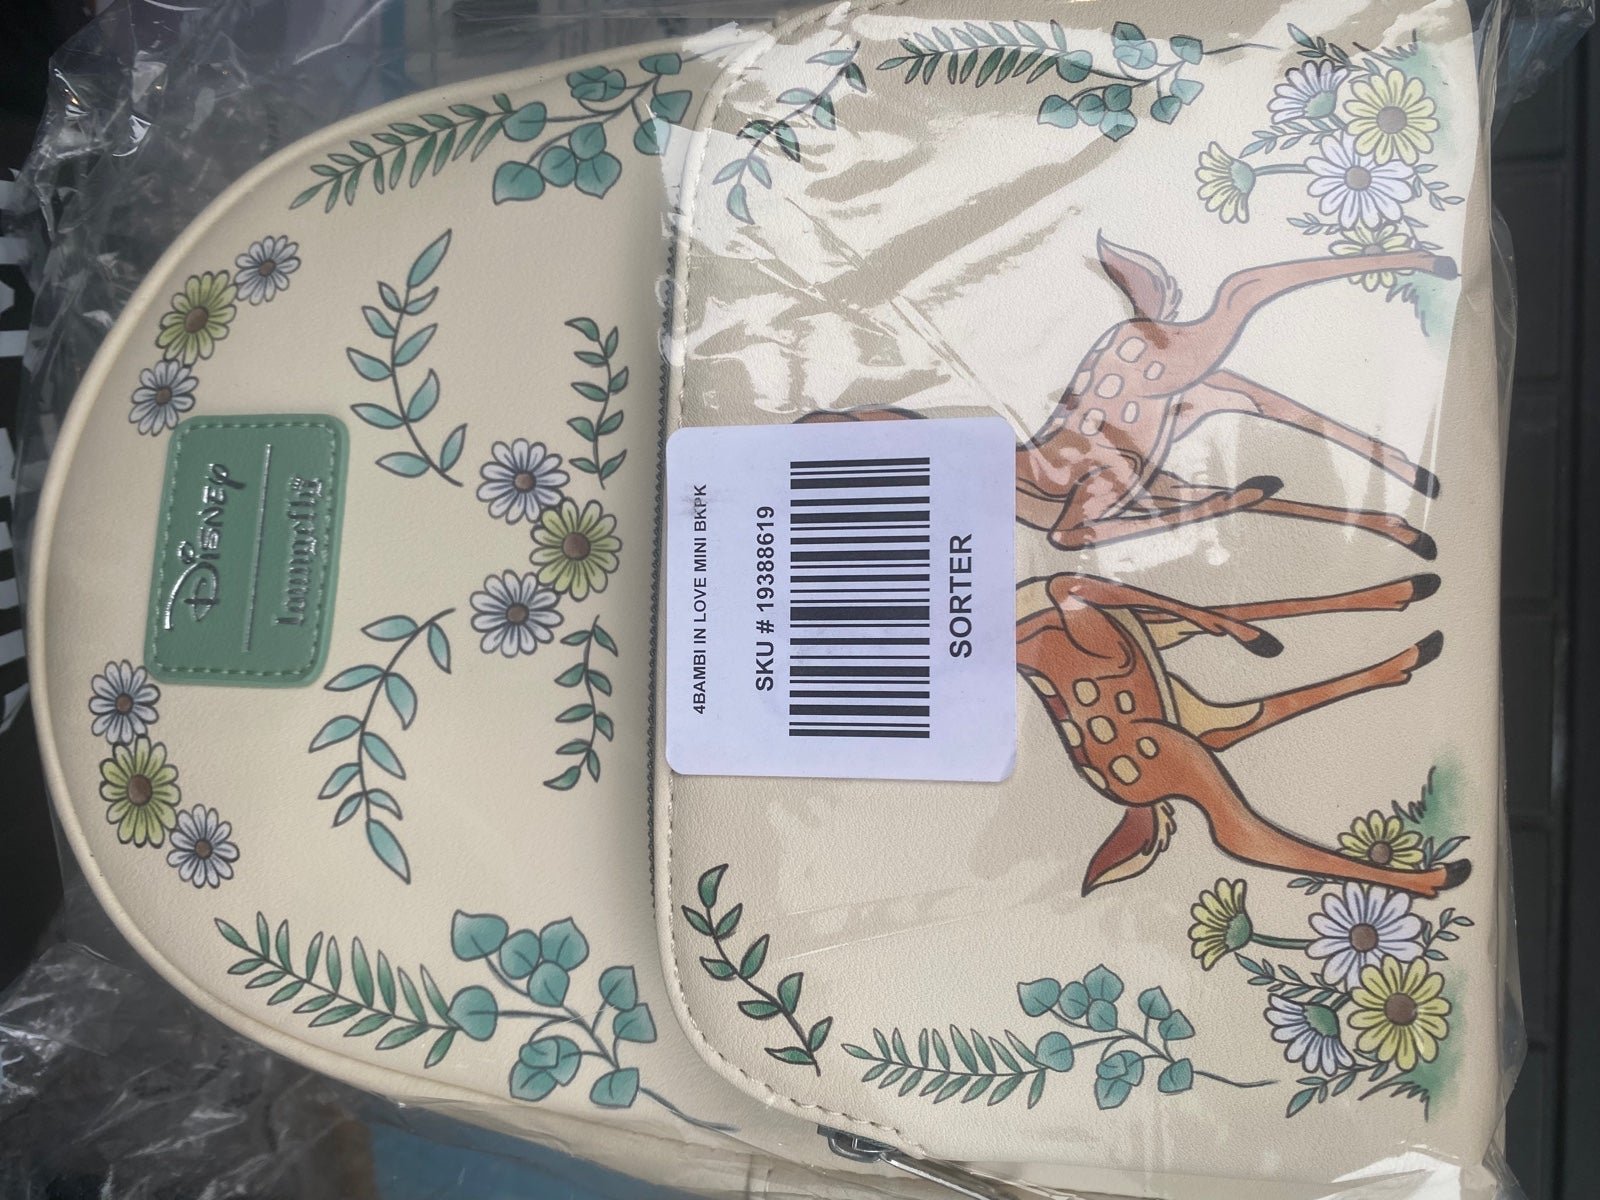 Disney
Loungefly
4BAMBI IN LOVE MINI BKPK
SKU # 19388619
SORTER